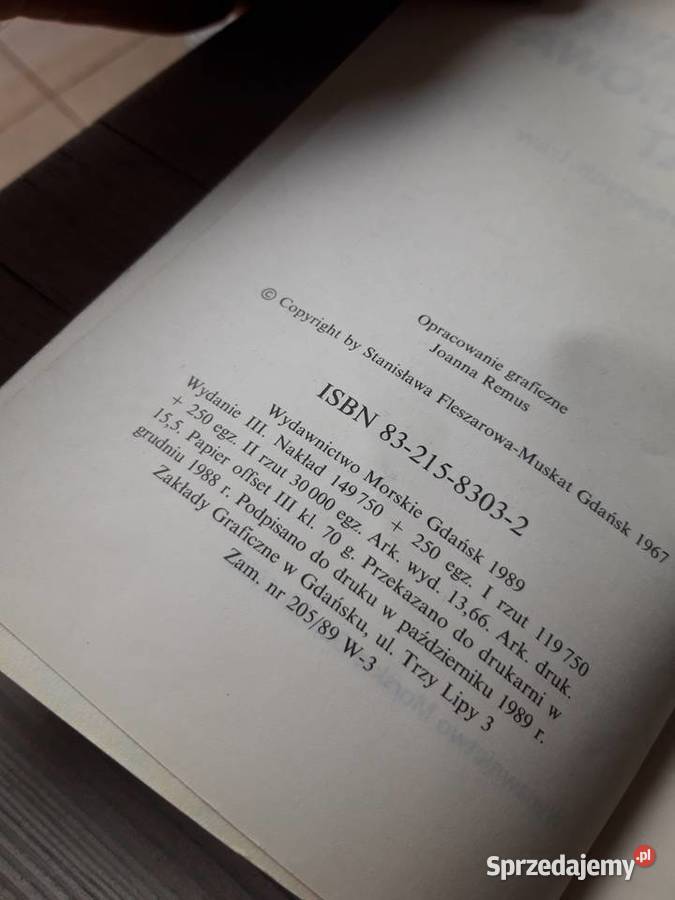 Opracowanie graficzne
Joanna Remus
© Copyright by Stanisława Fleszarowa-Muskat Gdańsk 1967
ISBN 83-215-8303-2
Wydawnictwo Morskie Gdańsk 1989
Wydanie III. Nakład 149 750 + 250 egz. I rzut 119 750
+ 250 egz. II rzut 30 000 egz. Ark. wyd. 13,66. Ark. druk.
15,5. Papier offset III kl. 70 g. Przekazano do drukarni w
grudniu 1988 r. Podpisano do druku w październiku 1989 r.
Zakłady Graficzne w Gdańsku, ul. Trzy Lipy 3
Zam. nr 205/89 W-3
Sprzedajemy.pl